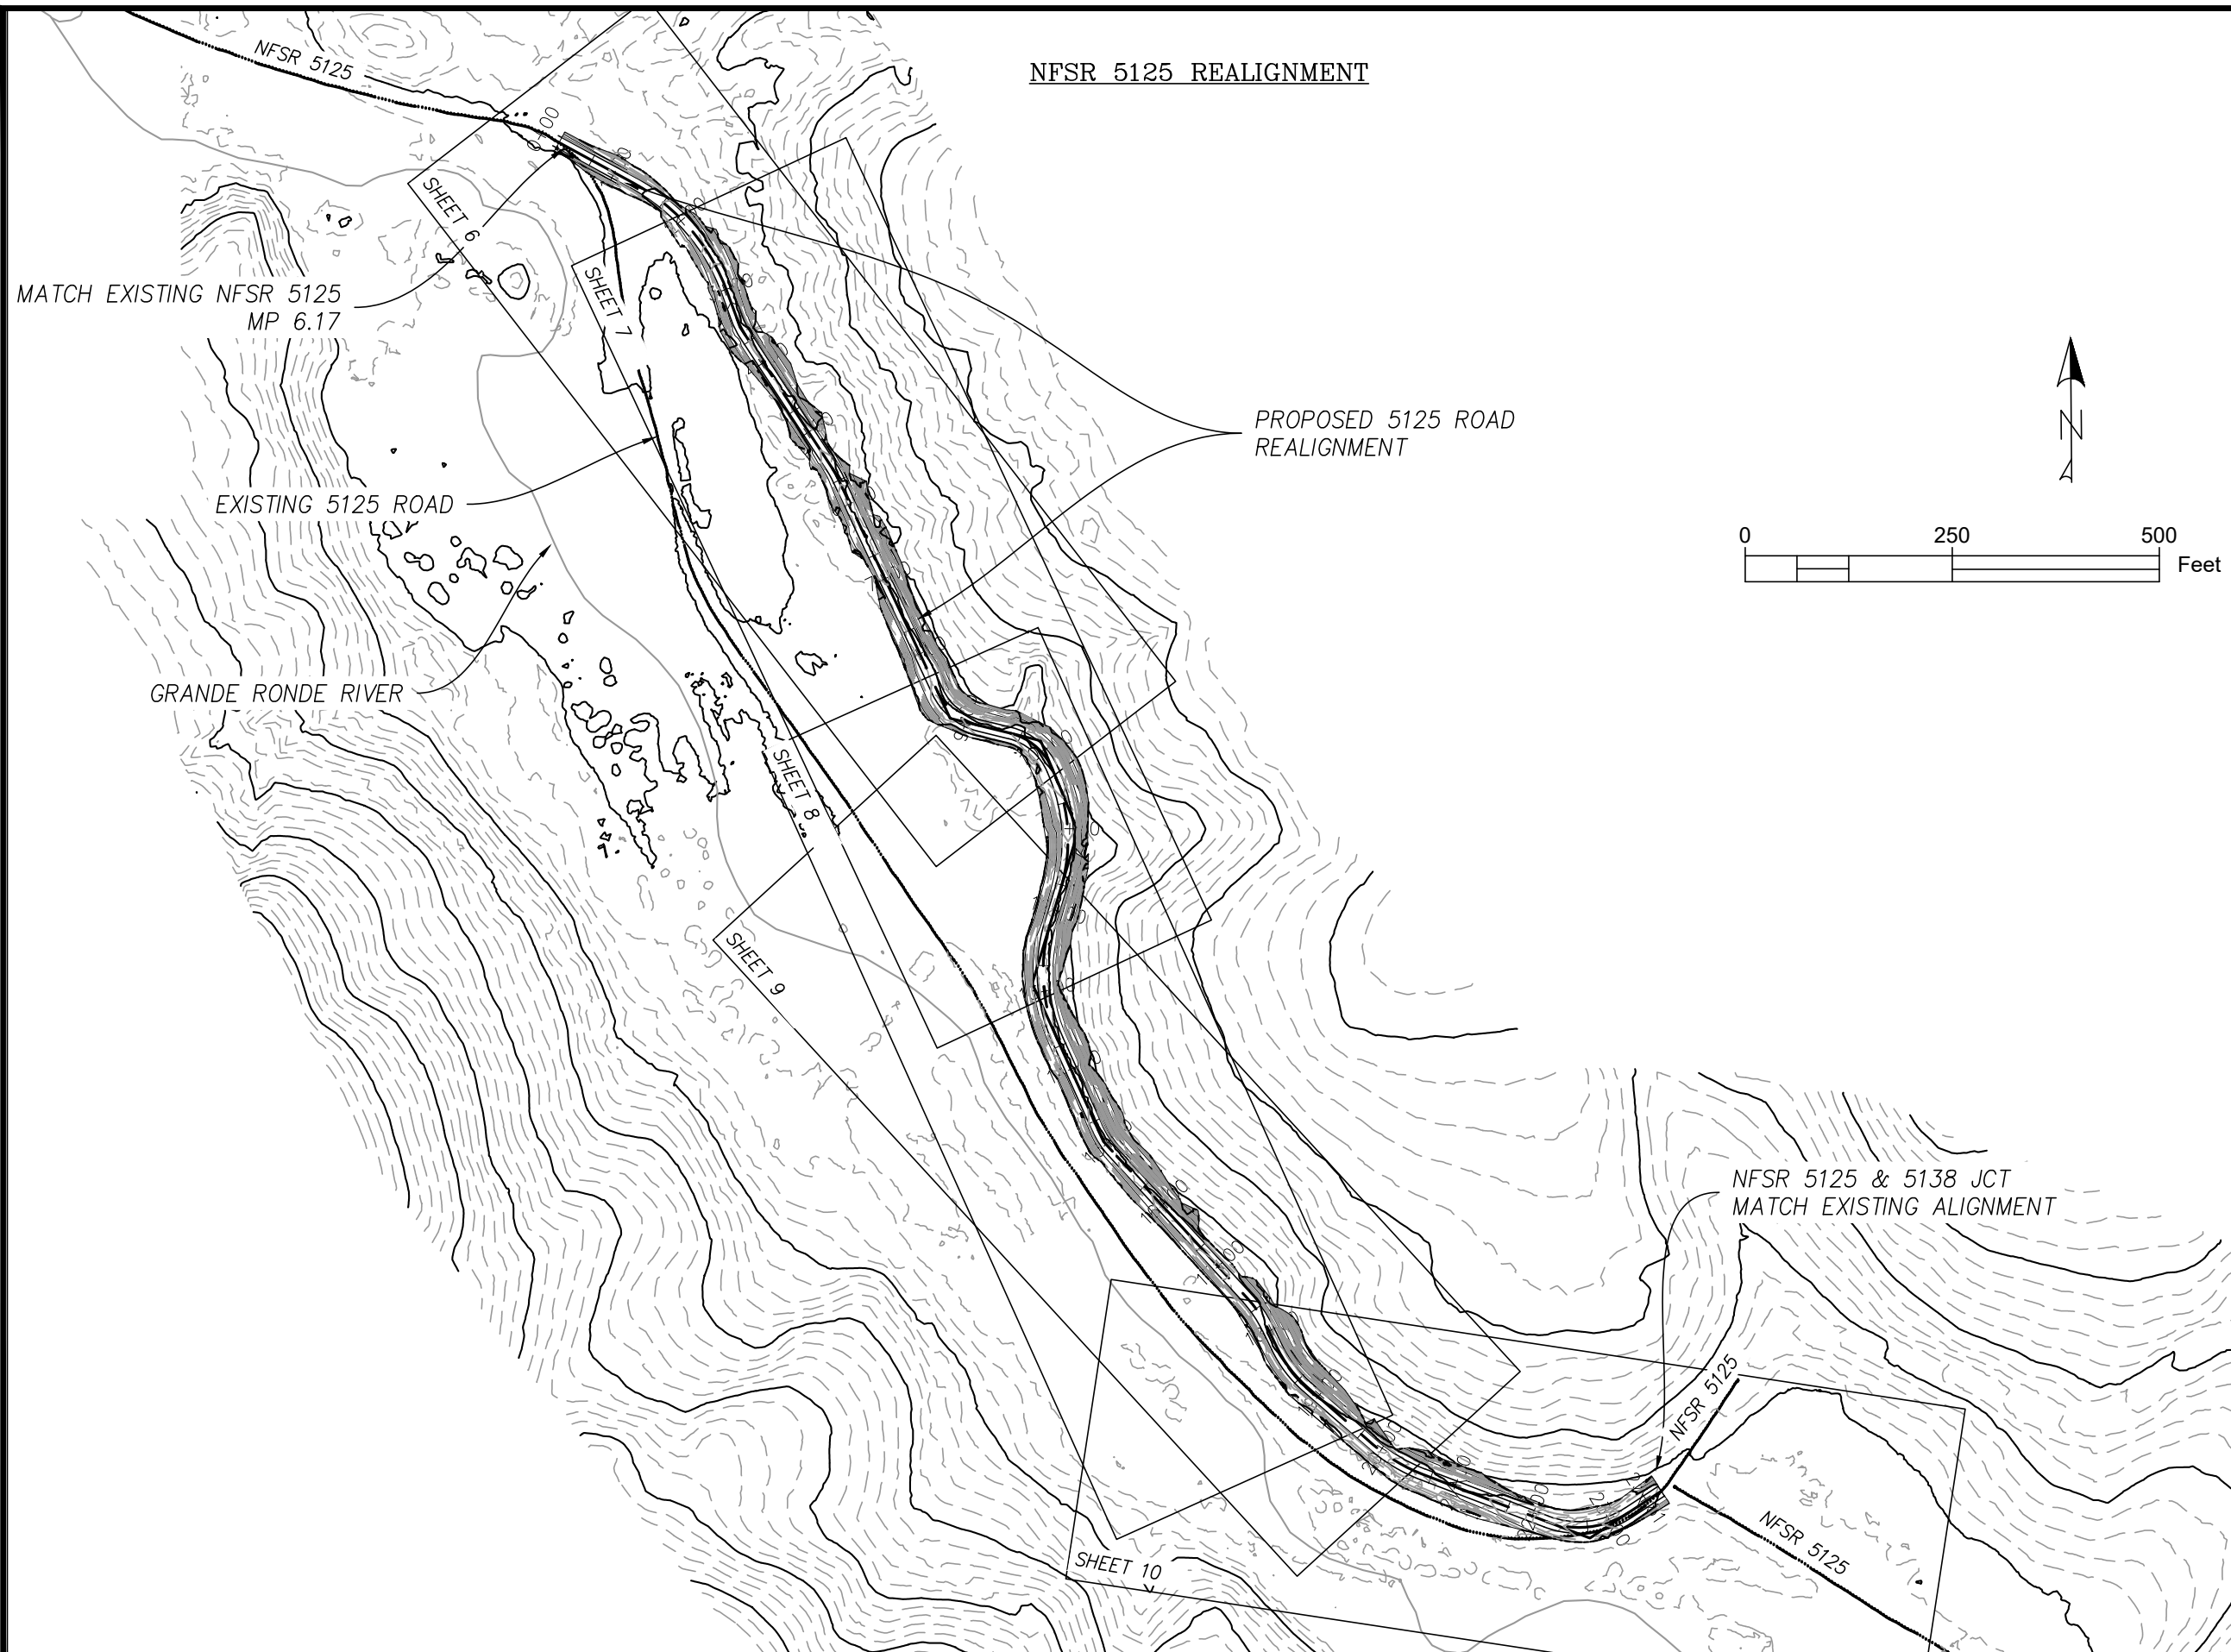 NFSR 5125 REALIGNMENT
NFSR 5125
0+00
SHEET 6
SHEET 7
MATCH EXISTING NFSR 5125
MP 6.17
PROPOSED 5125 ROAD
REALIGNMENT
N
EXISTING 5125 ROAD
0 250 500
Feet
GRANDE RONDE RIVER
SHEET 8
SHEET 9
NFSR 5125 & 5138 JCT
MATCH EXISTING ALIGNMENT
NFSR 5125
NFSR 5125
SHEET 10